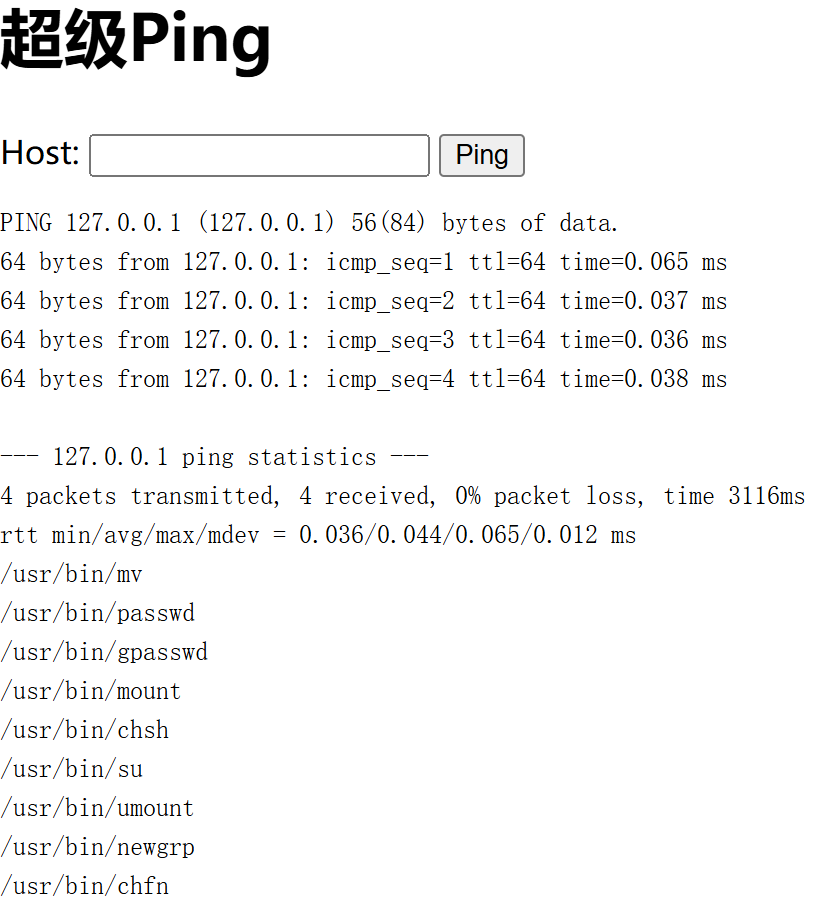 超级Ping
Host: Ping
PING 127.0.0.1 (127.0.0.1) 56(84) bytes of data.
64 bytes from 127.0.0.1: icmp_seq=1 ttl=64 time=0.065 ms
64 bytes from 127.0.0.1: icmp_seq=2 ttl=64 time=0.037 ms
64 bytes from 127.0.0.1: icmp_seq=3 ttl=64 time=0.036 ms
64 bytes from 127.0.0.1: icmp_seq=4 ttl=64 time=0.038 ms
--- 127.0.0.1 ping statistics ---
4 packets transmitted, 4 received, 0% packet loss, time 3116ms
rtt min/avg/max/mdev = 0.036/0.044/0.065/0.012 ms
/usr/bin/mv
/usr/bin/passwd
/usr/bin/gpasswd
/usr/bin/mount
/usr/bin/chsh
/usr/bin/su
/usr/bin/umount
/usr/bin/newgrp
/usr/bin/chfn